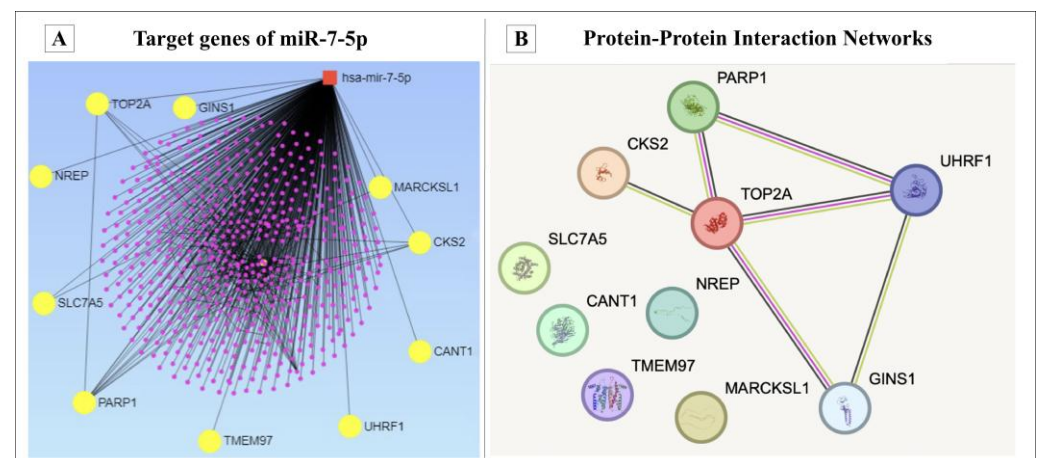 A
Target genes of miR-7-5p
hsa-mir-7-5p
TOP2A
GINS1
NREP
MARCKSL1
CKS2
SLC7A5
CANT1
PARP1
UHRF1
TMEM97
B
Protein-Protein Interaction Networks
PARP1
CKS2
UHRF1
TOP2A
SLC7A5
NREP
CANT1
TMEM97
MARCKSL1
GINS1